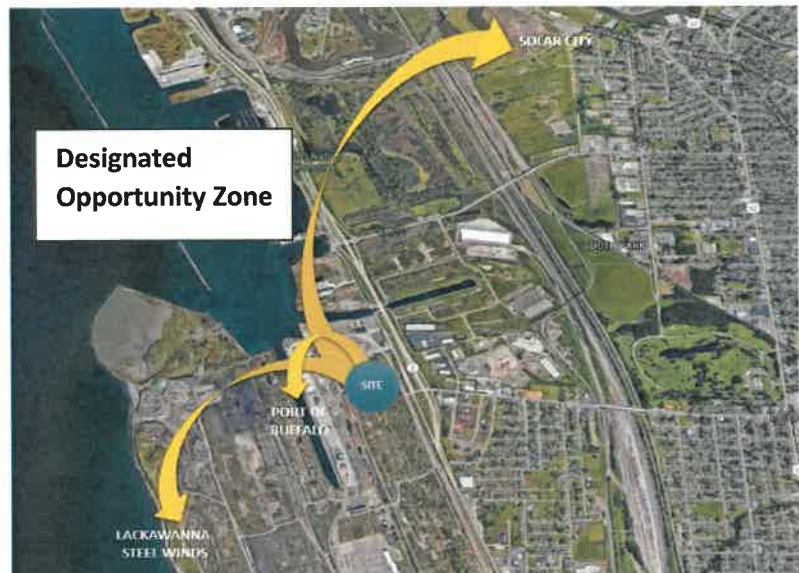 SOLAR CITY
Designated
Opportunity Zone
SITE
PORT OF
BUFFALO
LACKAWANNA
STEEL WINDS